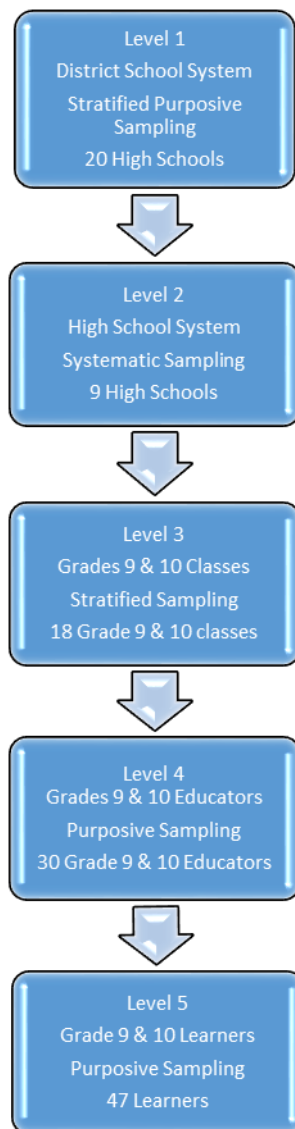 Level 1
District School System
Stratified Purposive
Sampling
20 High Schools
Level 2
High School System
Systematic Sampling
9 High Schools
Level 3
Grades 9 & 10 Classes
Stratified Sampling
18 Grade 9 & 10 classes
Level 4
Grades 9 & 10 Educators
Purposive Sampling
30 Grade 9 & 10 Educators
Level 5
Grade 9 & 10 Learners
Purposive Sampling
47 Learners